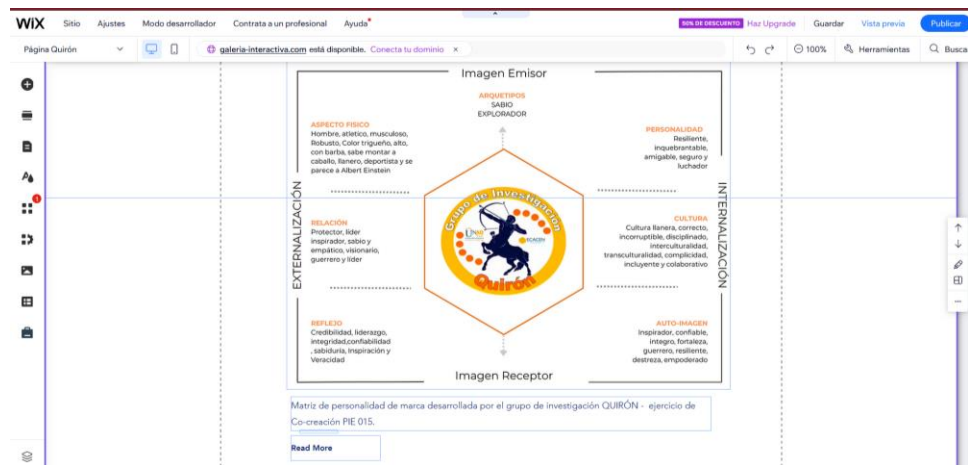 WiX Sitio Ajustes Modo desarrollador Contrata a un profesional Ayuda 50% DE DESCUENTO Haz Upgrade Guardar Vista previa Publicar
Página Quirón galeria-interactiva.com está disponible. Conecta tu dominio × 100% Herramientas Busca
Imagen Emisor
ARQUETIPOS
SABIO
EXPLORADOR
ASPECTO FISICO
Hombre, atletico, musculoso,
Robusto, Color trigueño, alto,
con barba, sabe montar a
caballo, llanero, deportista y se
parece a Albert Einstein
PERSONALIDAD
Resiliente,
inquebrantable,
amigable, seguro y
luchador
EXTERNALIZACIÓN
INTERNALIZACIÓN
RELACIÓN
Protector, lider
inspirador, sabio y
empático, visionario,
guerrero y líder
Grupo de Investigación
UNAD
ECACEN
Quirón
CULTURA
Cultura llanera, correcto,
incorruptible, disciplinado,
interculturalidad,
transculturalidad, complicidad,
incluyente y colaborativo
REFLEJO
Credibilidad, liderazgo,
integridad,confiabilidad
, sabiduría, Inspiración y
Veracidad
AUTO-IMAGEN
Inspirador, confiable,
integro, fortaleza,
guerrero, resiliente,
destreza, empoderado
Imagen Receptor
Matriz de personalidad de marca desarrollada por el grupo de investigación QUIRÓN - ejercicio de
Co-creación PIE 015.
Read More